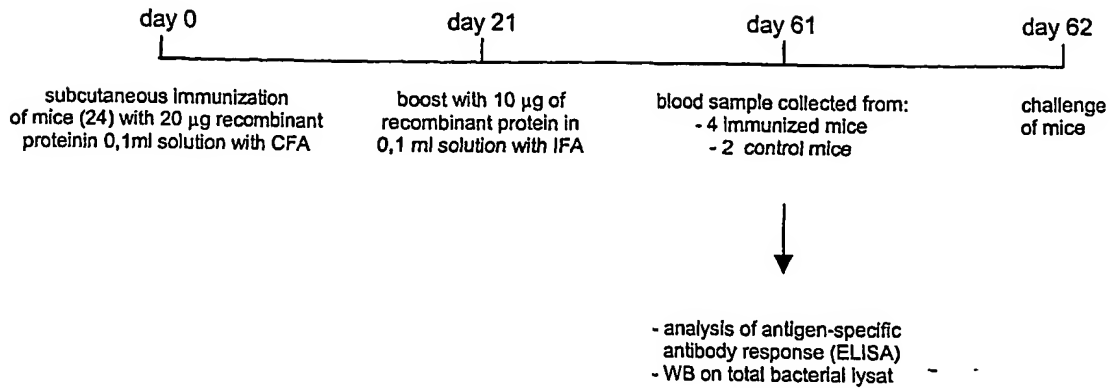 day 0
day 21
day 61
day 62
subcutaneous immunization
of mice (24) with 20 µg recombinant
proteinin 0,1ml solution with CFA
boost with 10 µg of
recombinant protein in
0,1 ml solution with IFA
blood sample collected from:
- 4 immunized mice
- 2 control mice
challenge
of mice
- analysis of antigen-specific
antibody response (ELISA)
- WB on total bacterial lysat